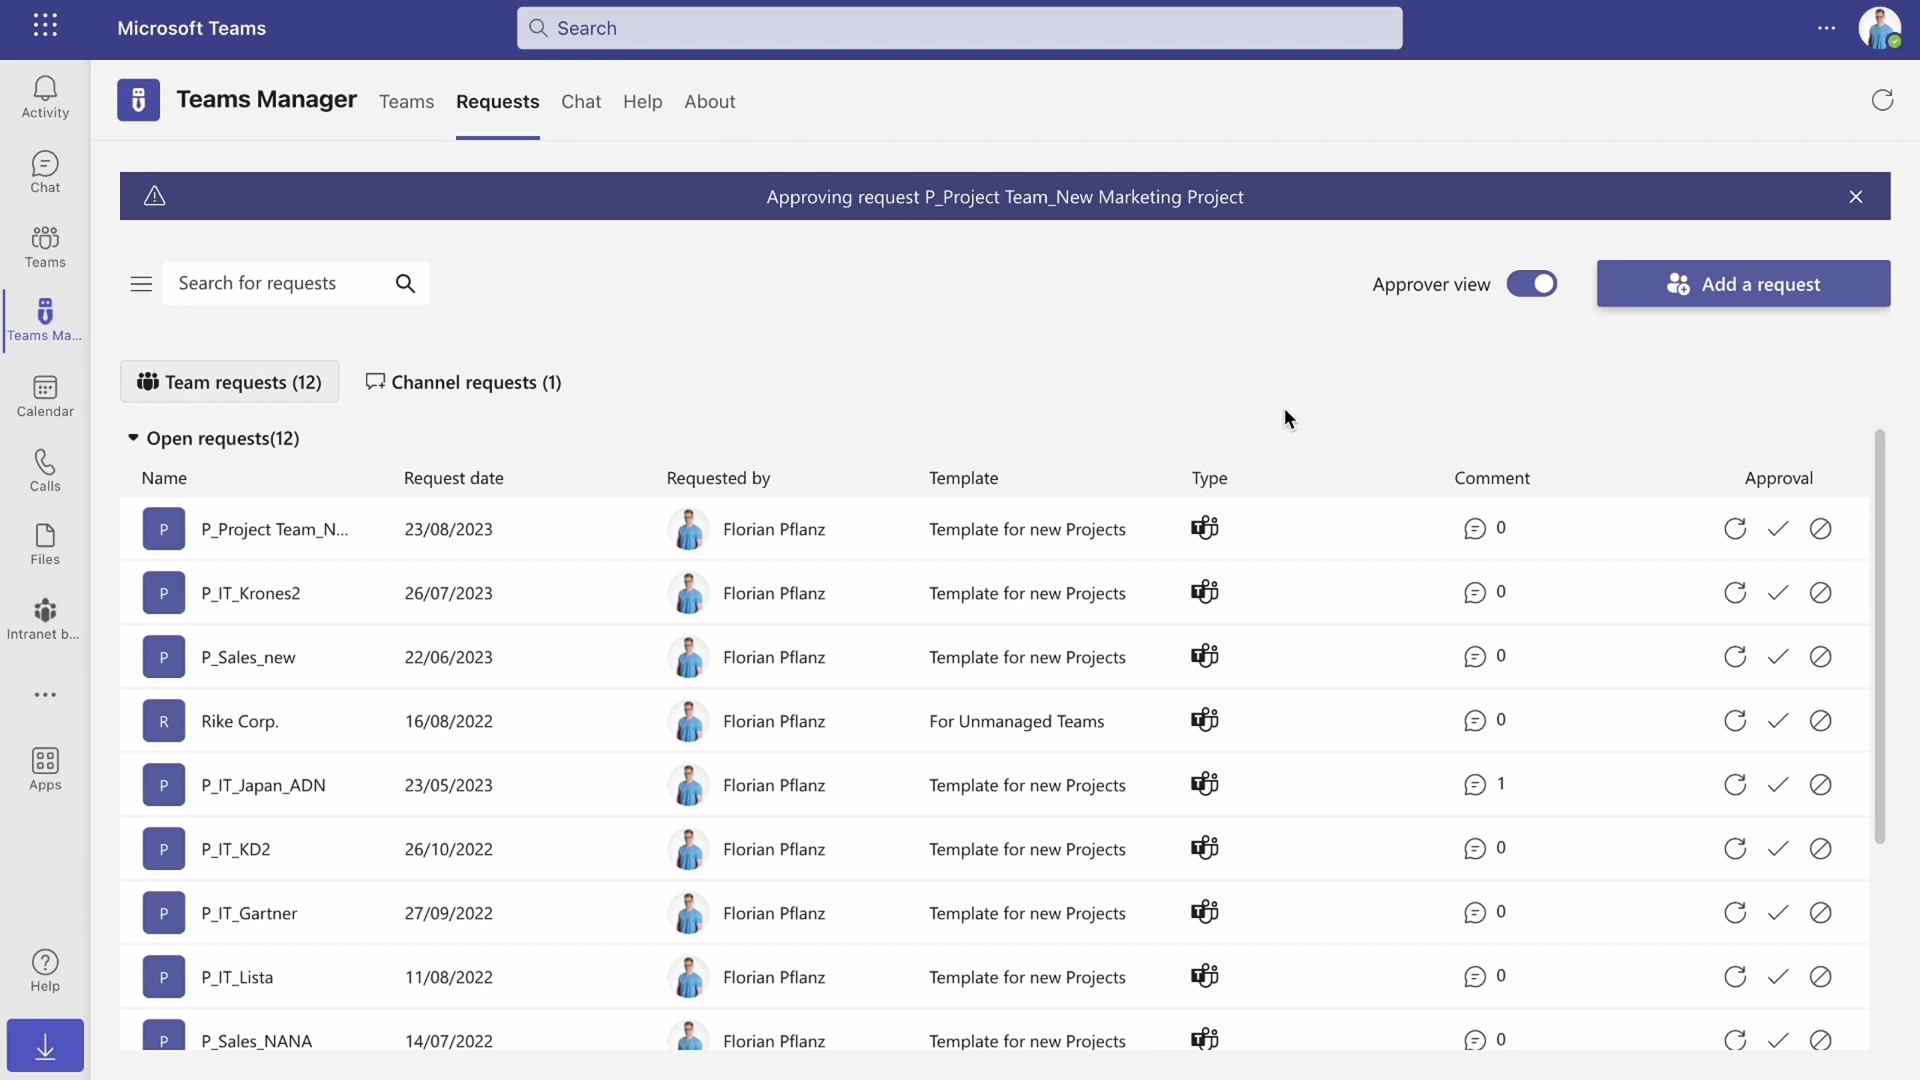 Microsoft Teams
Search
Activity
Chat
Teams
Teams Ma...
Calendar
Calls
Files
Intranet b...
Apps
Help
Teams Manager Teams Requests Chat Help About
Approving request P_Project Team_New Marketing Project
Search for requests
Approver view
Add a request
Team requests (12)
Channel requests (1)
Open requests(12)
Name Request date Requested by Template Type Comment Approval
P P_Project Team_N... 23/08/2023 Florian Pflanz Template for new Projects 0
P P_IT_Krones2 26/07/2023 Florian Pflanz Template for new Projects 0
P P_Sales_new 22/06/2023 Florian Pflanz Template for new Projects 0
R Rike Corp. 16/08/2022 Florian Pflanz For Unmanaged Teams 0
P P_IT_Japan_ADN 23/05/2023 Florian Pflanz Template for new Projects 1
P P_IT_KD2 26/10/2022 Florian Pflanz Template for new Projects 0
P P_IT_Gartner 27/09/2022 Florian Pflanz Template for new Projects 0
P P_IT_Lista 11/08/2022 Florian Pflanz Template for new Projects 0
P P_Sales_NANA 14/07/2022 Florian Pflanz Template for new Projects 0